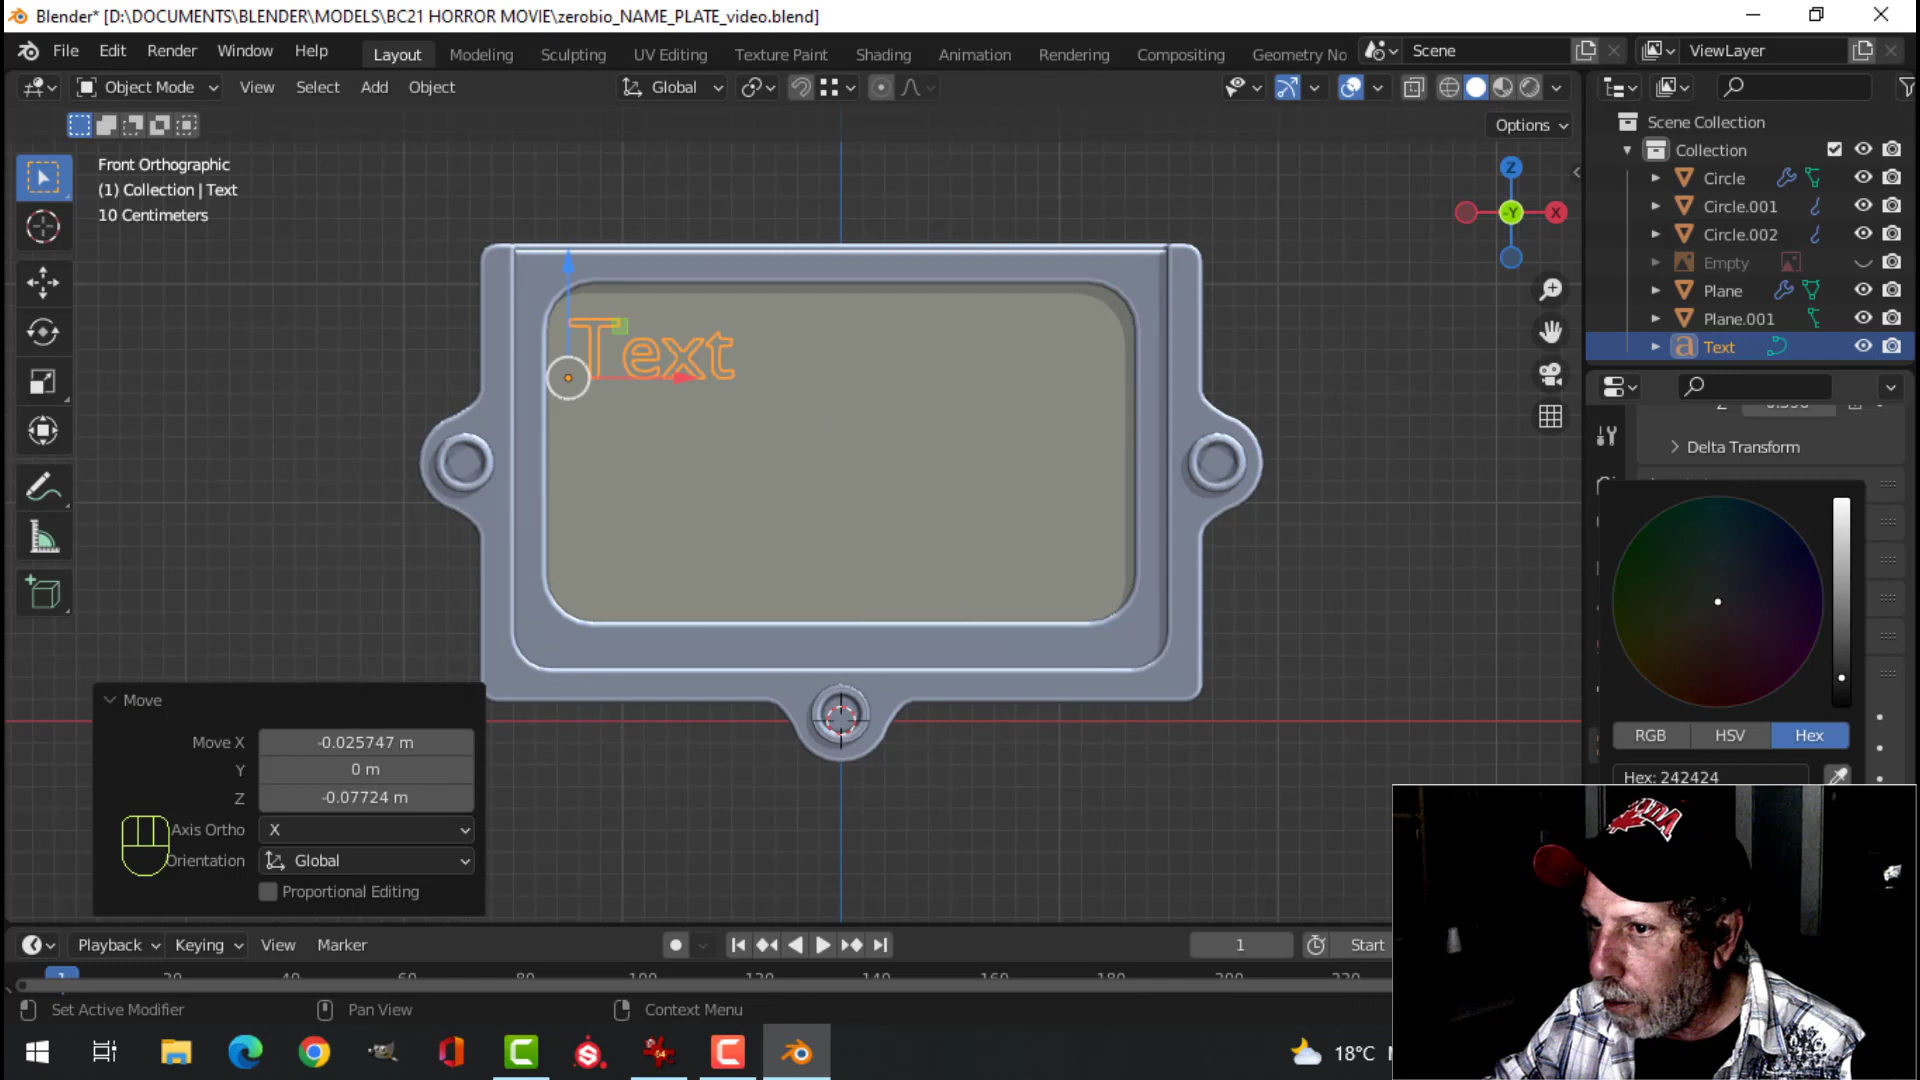 Blender* [D:\DOCUMENTS\BLENDER\MODELS\BC21 HORROR MOVIE\zerobio_NAME_PLATE_video.blend]
File Edit Render Window Help Layout Modeling Sculpting UV Editing Texture Paint Shading Animation Rendering Compositing Geometry No Scene ViewLayer
Object Mode View Select Add Object Global
Options
Front Orthographic
(1) Collection | Text
10 Centimeters
Z
-Y
X
Scene Collection
Collection
Circle
Circle.001
Circle.002
Empty
Plane
Plane.001
Text
Delta Transform
RGB HSV Hex
Hex: 242424
Text
Move
Move X -0.025747 m
Y 0 m
Z -0.07724 m
Axis Ortho X
Orientation Global
Proportional Editing
Playback Keying View Marker 1 Start
1
Set Active Modifier Pan View Context Menu
18°C